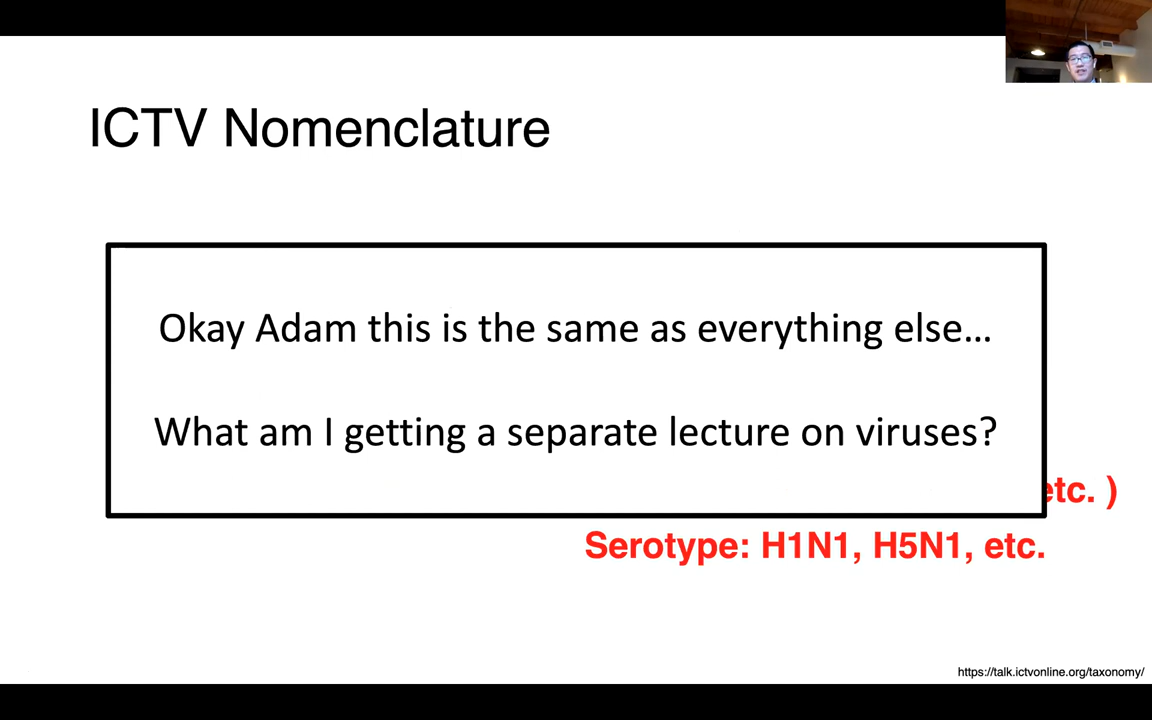 ICTV Nomenclature
Okay Adam this is the same as everything else…
What am I getting a separate lecture on viruses?
etc. )
Serotype: H1N1, H5N1, etc.
https://talk.ictvonline.org/taxonomy/